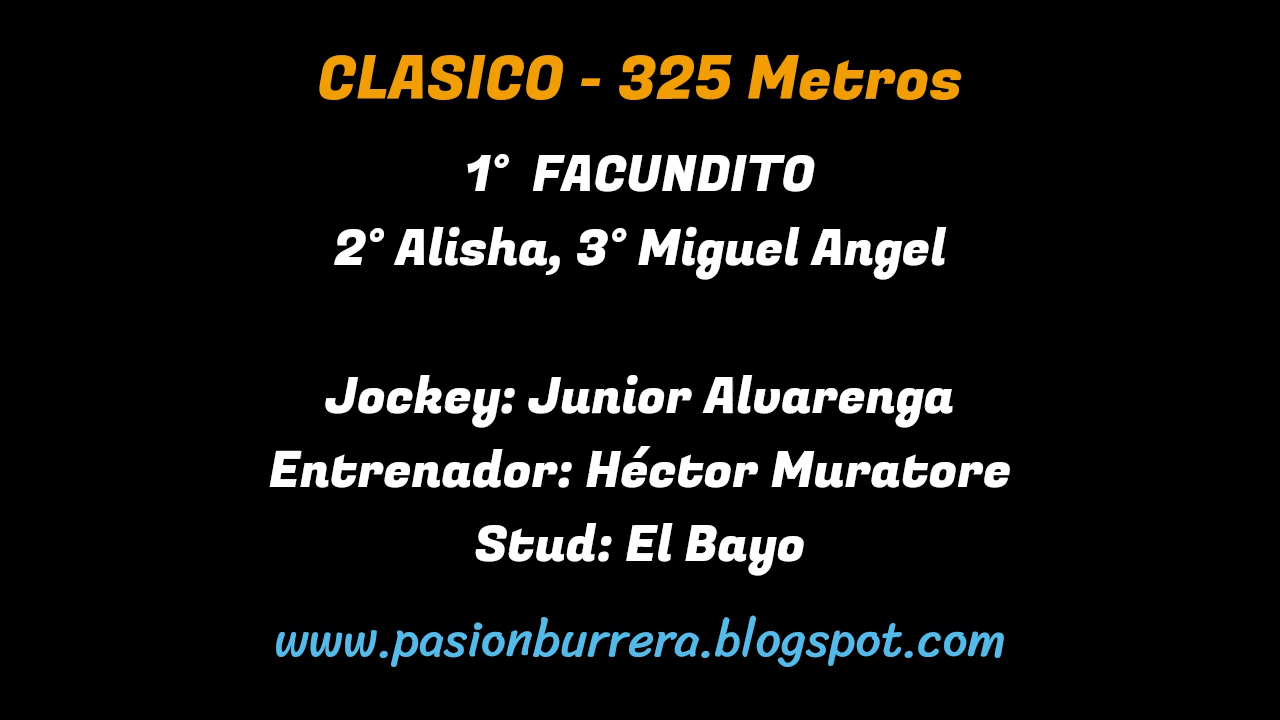 CLASICO - 325 Metros
1° FACUNDITO
2° Alisha, 3° Miguel Angel
Jockey: Junior Alvarenga
Entrenador: Héctor Muratore
Stud: El Bayo
www.pasionburrera.blogspot.com